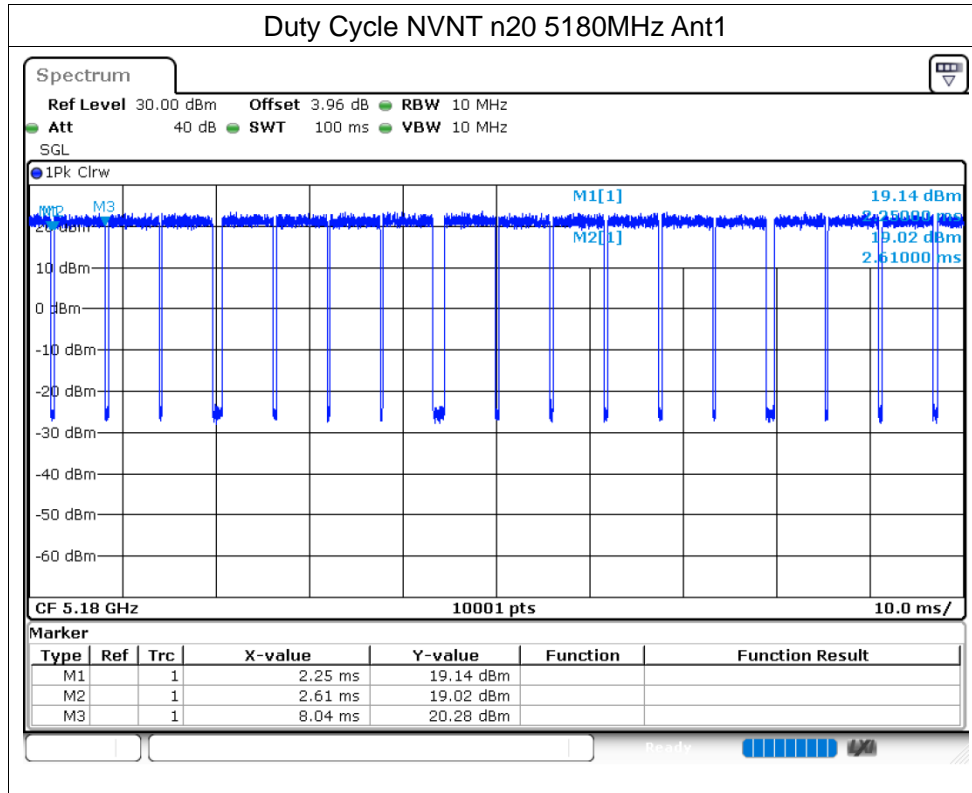 Duty Cycle NVNT n20 5180MHz Ant1
Spectrum
Ref Level 30.00 dBm Offset 3.96 dB RBW 10 MHz
Att 40 dB SWT 100 ms VBW 10 MHz
SGL
1Pk Clrw
M1[1] 19.14 dBm
M3
M2[1] 19.02 dBm
2.61000 ms
10 dBm
0 dBm
-10 dBm
-20 dBm
-30 dBm
-40 dBm
-50 dBm
-60 dBm
CF 5.18 GHz 10001 pts 10.0 ms/
Marker
Type Ref Trc X-value Y-value Function Function Result
M1 1 2.25 ms 19.14 dBm
M2 1 2.61 ms 19.02 dBm
M3 1 8.04 ms 20.28 dBm
Ready